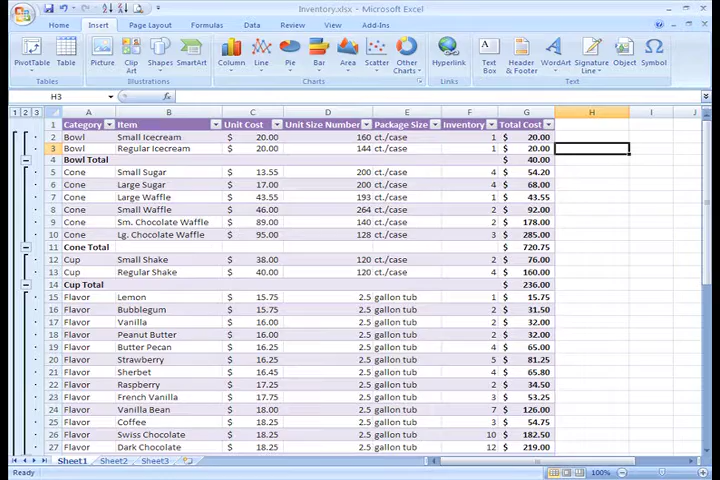 Inventory.xlsx - Microsoft Excel
Home Insert Page Layout Formulas Data Review View Add-Ins
PivotTable Table Picture Clip Art Shapes SmartArt Column Line Pie Bar Area Scatter Other Charts Hyperlink Text Box Header & Footer WordArt Signature Line Object Symbol
Tables Illustrations Charts Links Text
H3 fx
1 2 3 A B C D E F G H I J
1 Category Item Unit Cost Unit Size Number Package Size Inventory Total Cost
2 Bowl Small Icecream $ 20.00 160 ct./case 1 $ 20.00
3 Bowl Regular Icecream $ 20.00 144 ct./case 1 $ 20.00
4 Bowl Total $ 40.00
5 Cone Small Sugar $ 13.55 200 ct./case 4 $ 54.20
6 Cone Large Sugar $ 17.00 200 ct./case 4 $ 68.00
7 Cone Large Waffle $ 43.55 193 ct./case 1 $ 43.55
8 Cone Small Waffle $ 46.00 264 ct./case 2 $ 92.00
9 Cone Sm. Chocolate Waffle $ 89.00 140 ct./case 2 $ 178.00
10 Cone Lg. Chocolate Waffle $ 95.00 128 ct./case 3 $ 285.00
11 Cone Total $ 720.75
12 Cup Small Shake $ 38.00 120 ct./case 2 $ 76.00
13 Cup Regular Shake $ 40.00 120 ct./case 4 $ 160.00
14 Cup Total $ 236.00
15 Flavor Lemon $ 15.75 2.5 gallon tub 1 $ 15.75
16 Flavor Bubblegum $ 15.75 2.5 gallon tub 2 $ 31.50
17 Flavor Vanilla $ 16.00 2.5 gallon tub 2 $ 32.00
18 Flavor Peanut Butter $ 16.00 2.5 gallon tub 2 $ 32.00
19 Flavor Butter Pecan $ 16.25 2.5 gallon tub 4 $ 65.00
20 Flavor Strawberry $ 16.25 2.5 gallon tub 5 $ 81.25
21 Flavor Sherbet $ 16.45 2.5 gallon tub 4 $ 65.80
22 Flavor Raspberry $ 17.25 2.5 gallon tub 2 $ 34.50
23 Flavor French Vanilla $ 17.75 2.5 gallon tub 3 $ 53.25
24 Flavor Vanilla Bean $ 18.00 2.5 gallon tub 7 $ 126.00
25 Flavor Coffee $ 18.25 2.5 gallon tub 3 $ 54.75
26 Flavor Swiss Chocolate $ 18.25 2.5 gallon tub 10 $ 182.50
27 Flavor Dark Chocolate $ 18.25 2.5 gallon tub 12 $ 219.00
Sheet1 Sheet2 Sheet3
Ready 100%